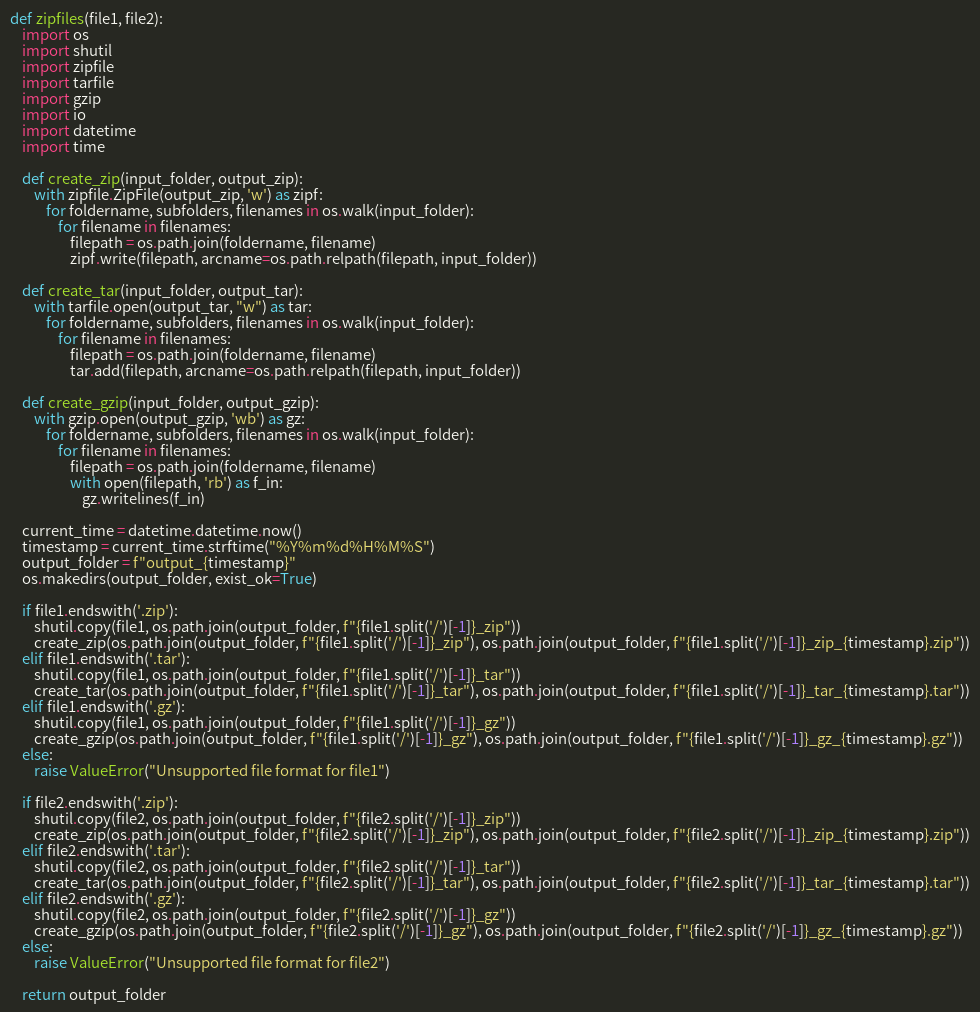 def zipfiles(file1, file2):
    import os
    import shutil
    import zipfile
    import tarfile
    import gzip
    import io
    import datetime
    import time

    def create_zip(input_folder, output_zip):
        with zipfile.ZipFile(output_zip, 'w') as zipf:
            for foldername, subfolders, filenames in os.walk(input_folder):
                for filename in filenames:
                    filepath = os.path.join(foldername, filename)
                    zipf.write(filepath, arcname=os.path.relpath(filepath, input_folder))

    def create_tar(input_folder, output_tar):
        with tarfile.open(output_tar, "w") as tar:
            for foldername, subfolders, filenames in os.walk(input_folder):
                for filename in filenames:
                    filepath = os.path.join(foldername, filename)
                    tar.add(filepath, arcname=os.path.relpath(filepath, input_folder))

    def create_gzip(input_folder, output_gzip):
        with gzip.open(output_gzip, 'wb') as gz:
            for foldername, subfolders, filenames in os.walk(input_folder):
                for filename in filenames:
                    filepath = os.path.join(foldername, filename)
                    with open(filepath, 'rb') as f_in:
                        gz.writelines(f_in)

    current_time = datetime.datetime.now()
    timestamp = current_time.strftime("%Y%m%d%H%M%S")
    output_folder = f"output_{timestamp}"
    os.makedirs(output_folder, exist_ok=True)

    if file1.endswith('.zip'):
        shutil.copy(file1, os.path.join(output_folder, f"{file1.split('/')[-1]}_zip"))
        create_zip(os.path.join(output_folder, f"{file1.split('/')[-1]}_zip"), os.path.join(output_folder, f"{file1.split('/')[-1]}_zip_{timestamp}.zip"))
    elif file1.endswith('.tar'):
        shutil.copy(file1, os.path.join(output_folder, f"{file1.split('/')[-1]}_tar"))
        create_tar(os.path.join(output_folder, f"{file1.split('/')[-1]}_tar"), os.path.join(output_folder, f"{file1.split('/')[-1]}_tar_{timestamp}.tar"))
    elif file1.endswith('.gz'):
        shutil.copy(file1, os.path.join(output_folder, f"{file1.split('/')[-1]}_gz"))
        create_gzip(os.path.join(output_folder, f"{file1.split('/')[-1]}_gz"), os.path.join(output_folder, f"{file1.split('/')[-1]}_gz_{timestamp}.gz"))
    else:
        raise ValueError("Unsupported file format for file1")

    if file2.endswith('.zip'):
        shutil.copy(file2, os.path.join(output_folder, f"{file2.split('/')[-1]}_zip"))
        create_zip(os.path.join(output_folder, f"{file2.split('/')[-1]}_zip"), os.path.join(output_folder, f"{file2.split('/')[-1]}_zip_{timestamp}.zip"))
    elif file2.endswith('.tar'):
        shutil.copy(file2, os.path.join(output_folder, f"{file2.split('/')[-1]}_tar"))
        create_tar(os.path.join(output_folder, f"{file2.split('/')[-1]}_tar"), os.path.join(output_folder, f"{file2.split('/')[-1]}_tar_{timestamp}.tar"))
    elif file2.endswith('.gz'):
        shutil.copy(file2, os.path.join(output_folder, f"{file2.split('/')[-1]}_gz"))
        create_gzip(os.path.join(output_folder, f"{file2.split('/')[-1]}_gz"), os.path.join(output_folder, f"{file2.split('/')[-1]}_gz_{timestamp}.gz"))
    else:
        raise ValueError("Unsupported file format for file2")

    return output_folder